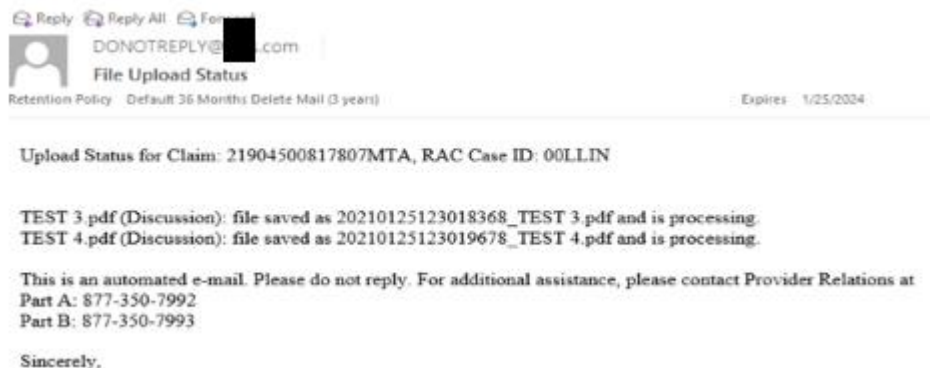 Reply Reply All Forward
DONOTREPLY@ .com
File Upload Status
Retention Policy Default 36 Months Delete Mail (3 years) Expires 1/25/2024
Upload Status for Claim: 21904500817807MTA, RAC Case ID: 00LLIN
TEST 3.pdf (Discussion): file saved as 20210125123018368_TEST 3.pdf and is processing.
TEST 4.pdf (Discussion): file saved as 20210125123019678_TEST 4.pdf and is processing.
This is an automated e-mail. Please do not reply. For additional assistance, please contact Provider Relations at
Part A: 877-350-7992
Part B: 877-350-7993
Sincerely,